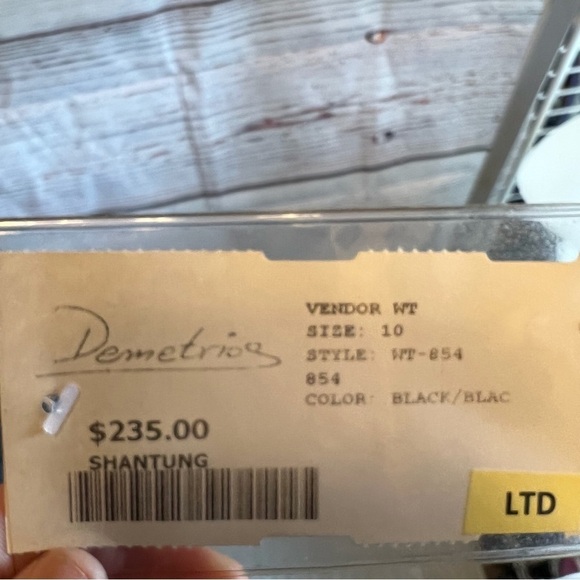 Demetrios
VENDOR WT
SIZE: 10
STYLE: WT-854
854
COLOR: BLACK/BLAC
$235.00
SHANTUNG
LTD